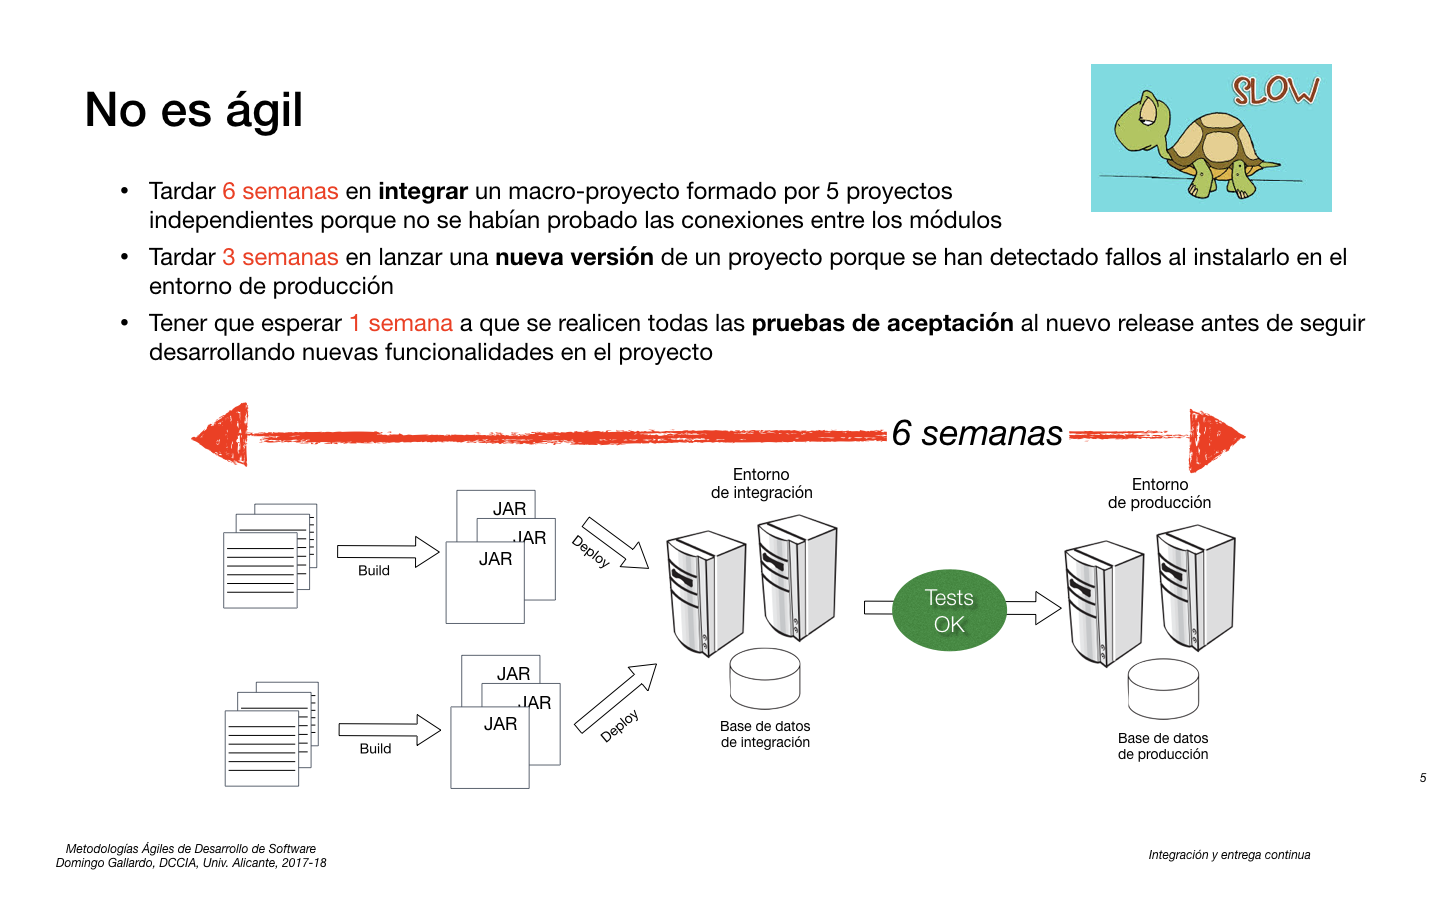 No es ágil
SLOW
• Tardar 6 semanas en integrar un macro-proyecto formado por 5 proyectos
independientes porque no se habían probado las conexiones entre los módulos
• Tardar 3 semanas en lanzar una nueva versión de un proyecto porque se han detectado fallos al instalarlo en el
entorno de producción
• Tener que esperar 1 semana a que se realicen todas las pruebas de aceptación al nuevo release antes de seguir
desarrollando nuevas funcionalidades en el proyecto
6 semanas
Entorno
de integración
Entorno
de producción
JAR
JAR
JAR
Build
Deploy
Tests
OK
JAR
JAR
JAR
Build
Deploy
Base de datos
de integración
Base de datos
de producción
5
Metodologías Ágiles de Desarrollo de Software
Domingo Gallardo, DCCIA, Univ. Alicante, 2017-18
Integración y entrega continua